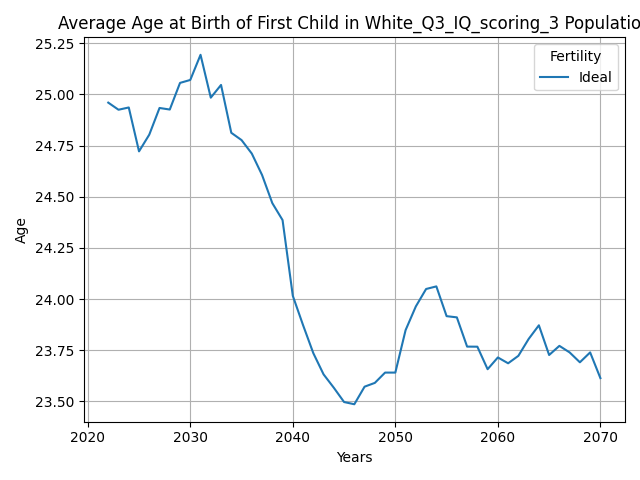 Average Age at Birth of First Child in White_Q3_IQ_scoring_3 Populatio
25.25
25.00
24.75
24.50
24.25
24.00
23.75
23.50
Age
Fertility
Ideal
2020 2030 2040 2050 2060 2070
Years